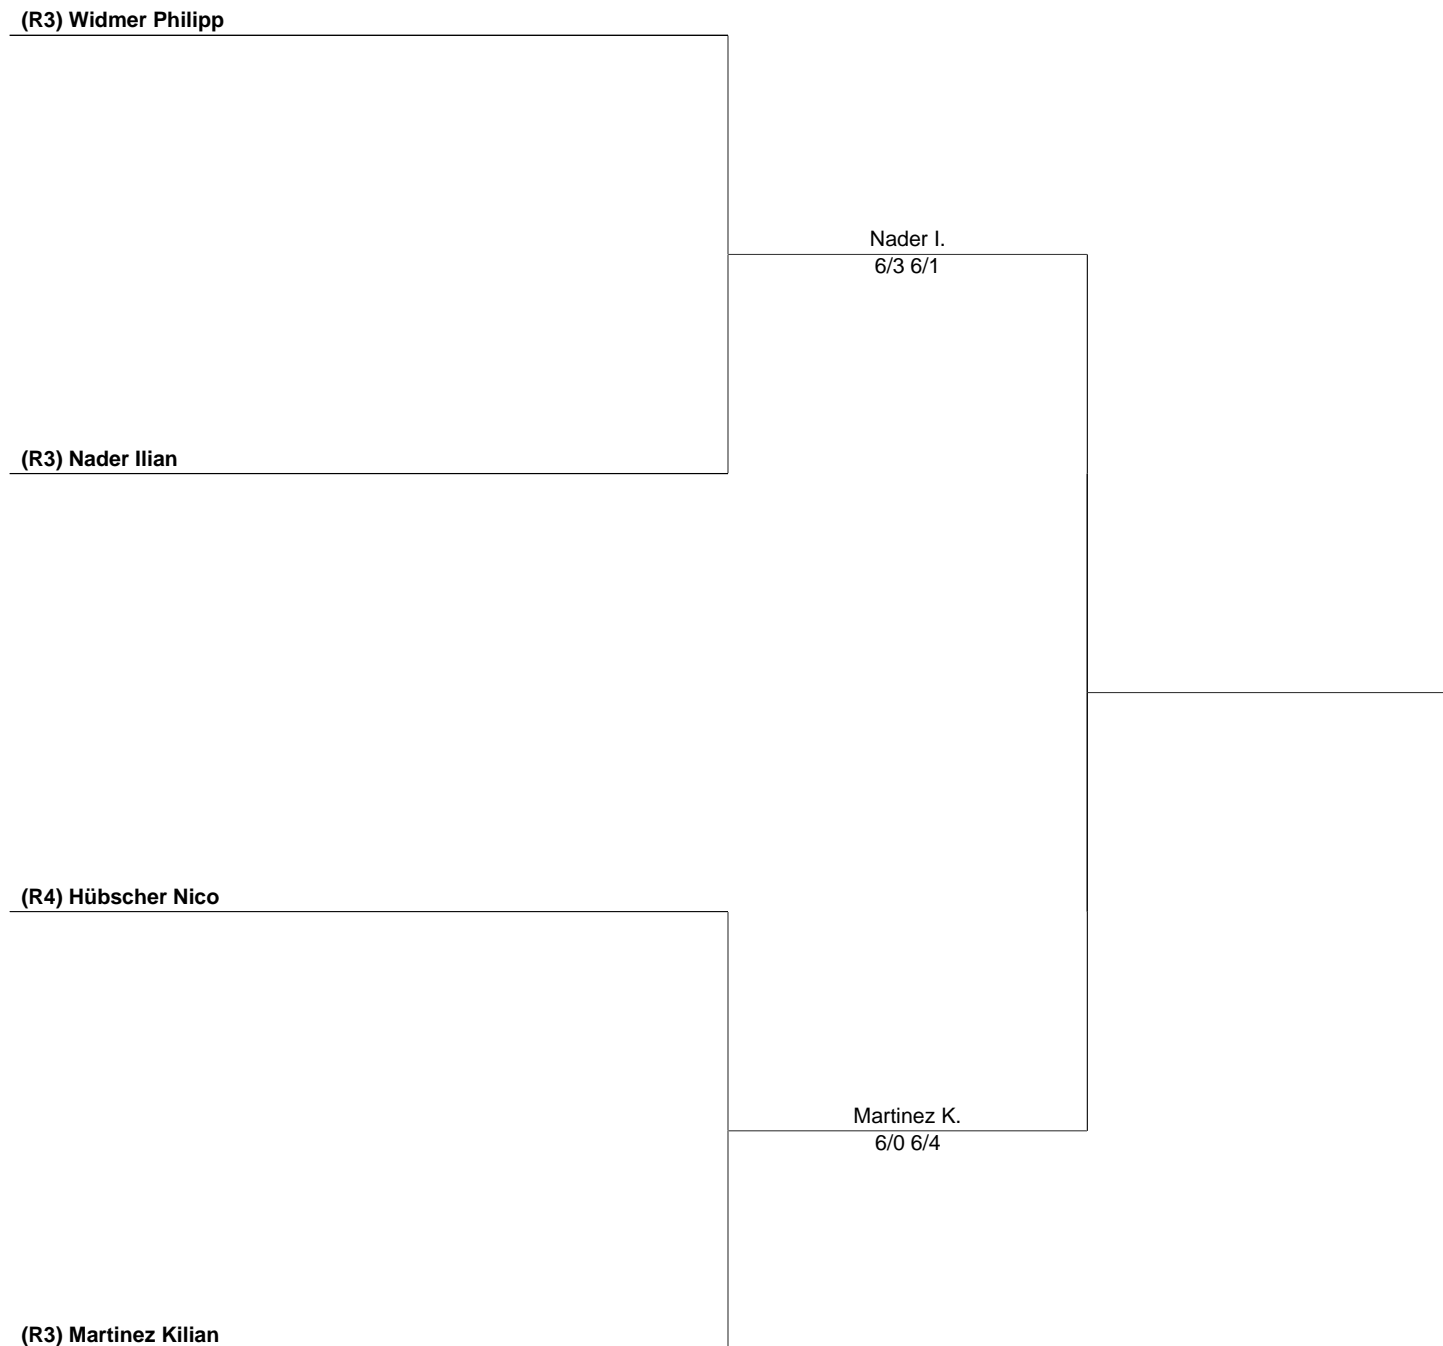 (R3) Widmer Philipp
Nader I.
6/3 6/1
(R3) Nader Ilian
(R4) Hübscher Nico
Martinez K.
6/0 6/4
(R3) Martinez Kilian